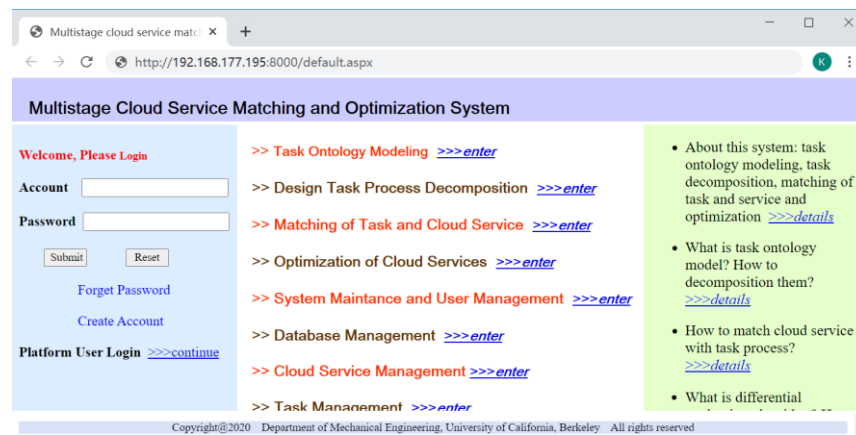 Multistage cloud service matc
http://192.168.177.195:8000/default.aspx
K
Multistage Cloud Service Matching and Optimization System
Welcome, Please Login
Account
Password
Submit Reset
Forget Password
Create Account
Platform User Login >>>continue
>> Task Ontology Modeling >>>enter
>> Design Task Process Decomposition >>>enter
>> Matching of Task and Cloud Service >>>enter
>> Optimization of Cloud Services >>>enter
>> System Maintance and User Management >>>enter
>> Database Management >>>enter
>> Cloud Service Management >>>enter
>> Task Management >>>enter
• About this system: task
ontology modeling, task
decomposition, matching of
task and service and
optimization >>>details
• What is task ontology
model? How to
decomposition them?
>>>details
• How to match cloud service
with task process?
>>>details
• What is differential
Copyright@2020 Department of Mechanical Engineering, University of California, Berkeley All rights reserved